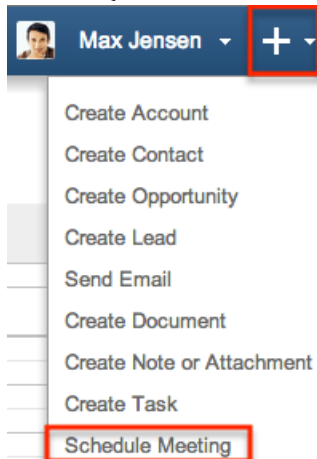 Max Jensen +
Create Account
Create Contact
Create Opportunity
Create Lead
Send Email
Create Document
Create Note or Attachment
Create Task
Schedule Meeting